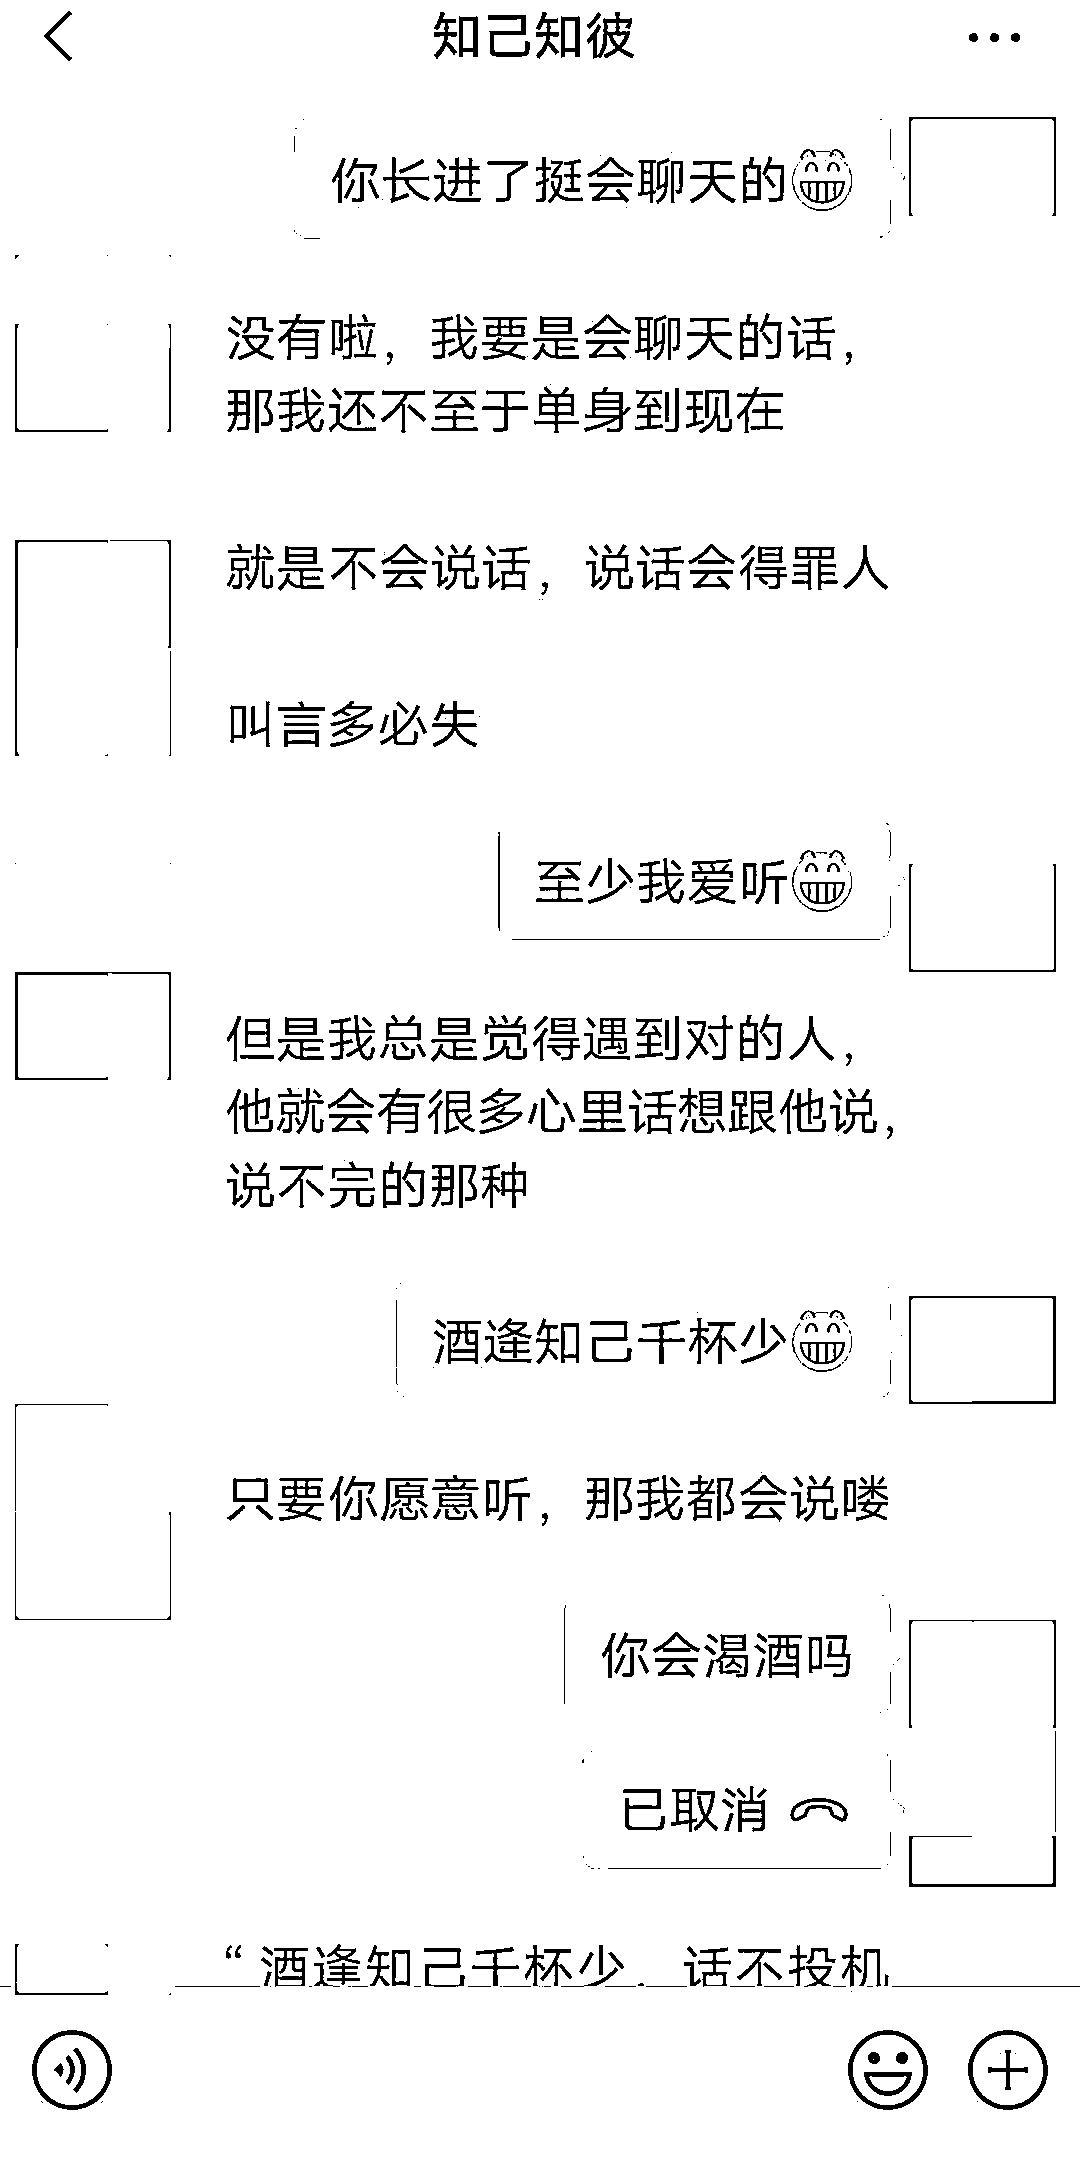 知己知彼
你长进了挺会聊天的😁
没有啦，我要是会聊天的话，
那我还不至于单身到现在
就是不会说话，说话会得罪人
叫言多必失
至少我爱听😁
但是我总是觉得遇到对的人，
他就会有很多心里话想跟他说，
说不完的那种
酒逢知己千杯少😁
只要你愿意听，那我都会说喽
你会渴酒吗
已取消
“酒逢知己千杯少，话不投机